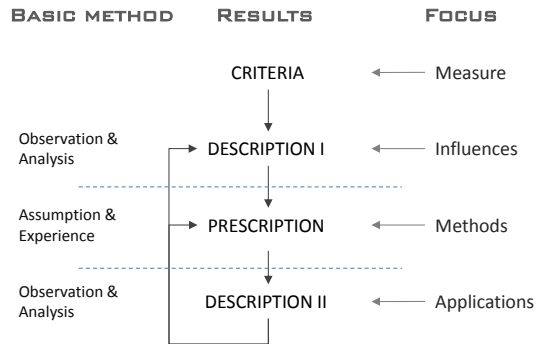 BASIC METHOD RESULTS FOCUS
CRITERIA Measure
Observation &
Analysis
DESCRIPTION I Influences
Assumption &
Experience
PRESCRIPTION Methods
Observation &
Analysis
DESCRIPTION II Applications